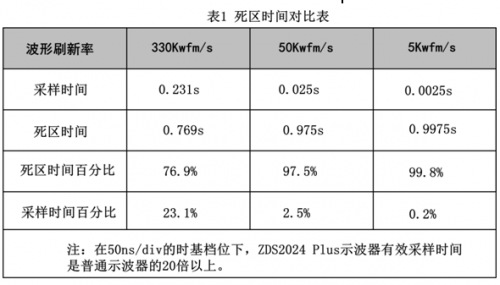 表1 死区时间对比表
波形刷新率 330Kwfm/s 50Kwfm/s 5Kwfm/s
采样时间 0.231s 0.025s 0.0025s
死区时间 0.769s 0.975s 0.9975s
死区时间百分比 76.9% 97.5% 99.8%
采样时间百分比 23.1% 2.5% 0.2%
注：在50ns/div的时基档位下，ZDS2024 Plus示波器有效采样时间
是普通示波器的20倍以上。